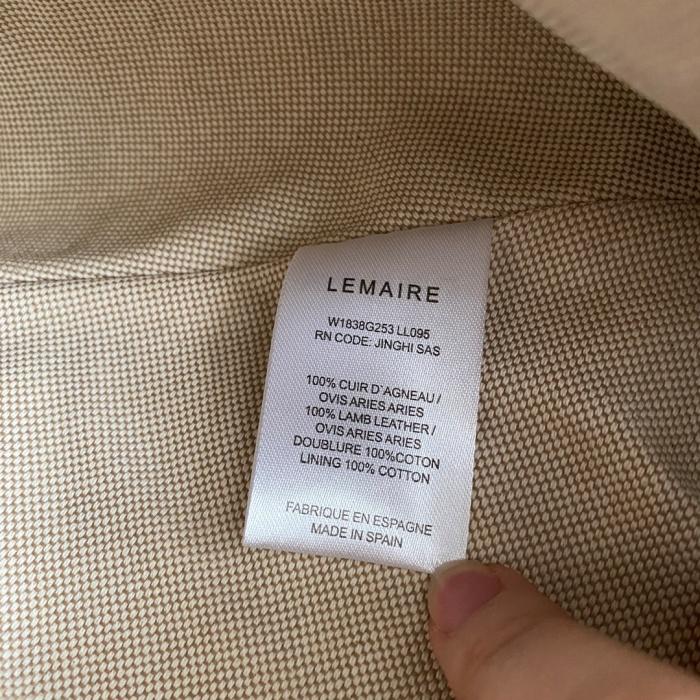 LEMAIRE
W1838G253 LL095
RN CODE: JINGHI SAS
100% CUIR D`AGNEAU /
OVIS ARIES ARIES
100% LAMB LEATHER /
OVIS ARIES ARIES
DOUBLURE 100%COTON
LINING 100% COTTON
FABRIQUE EN ESPAGNE
MADE IN SPAIN